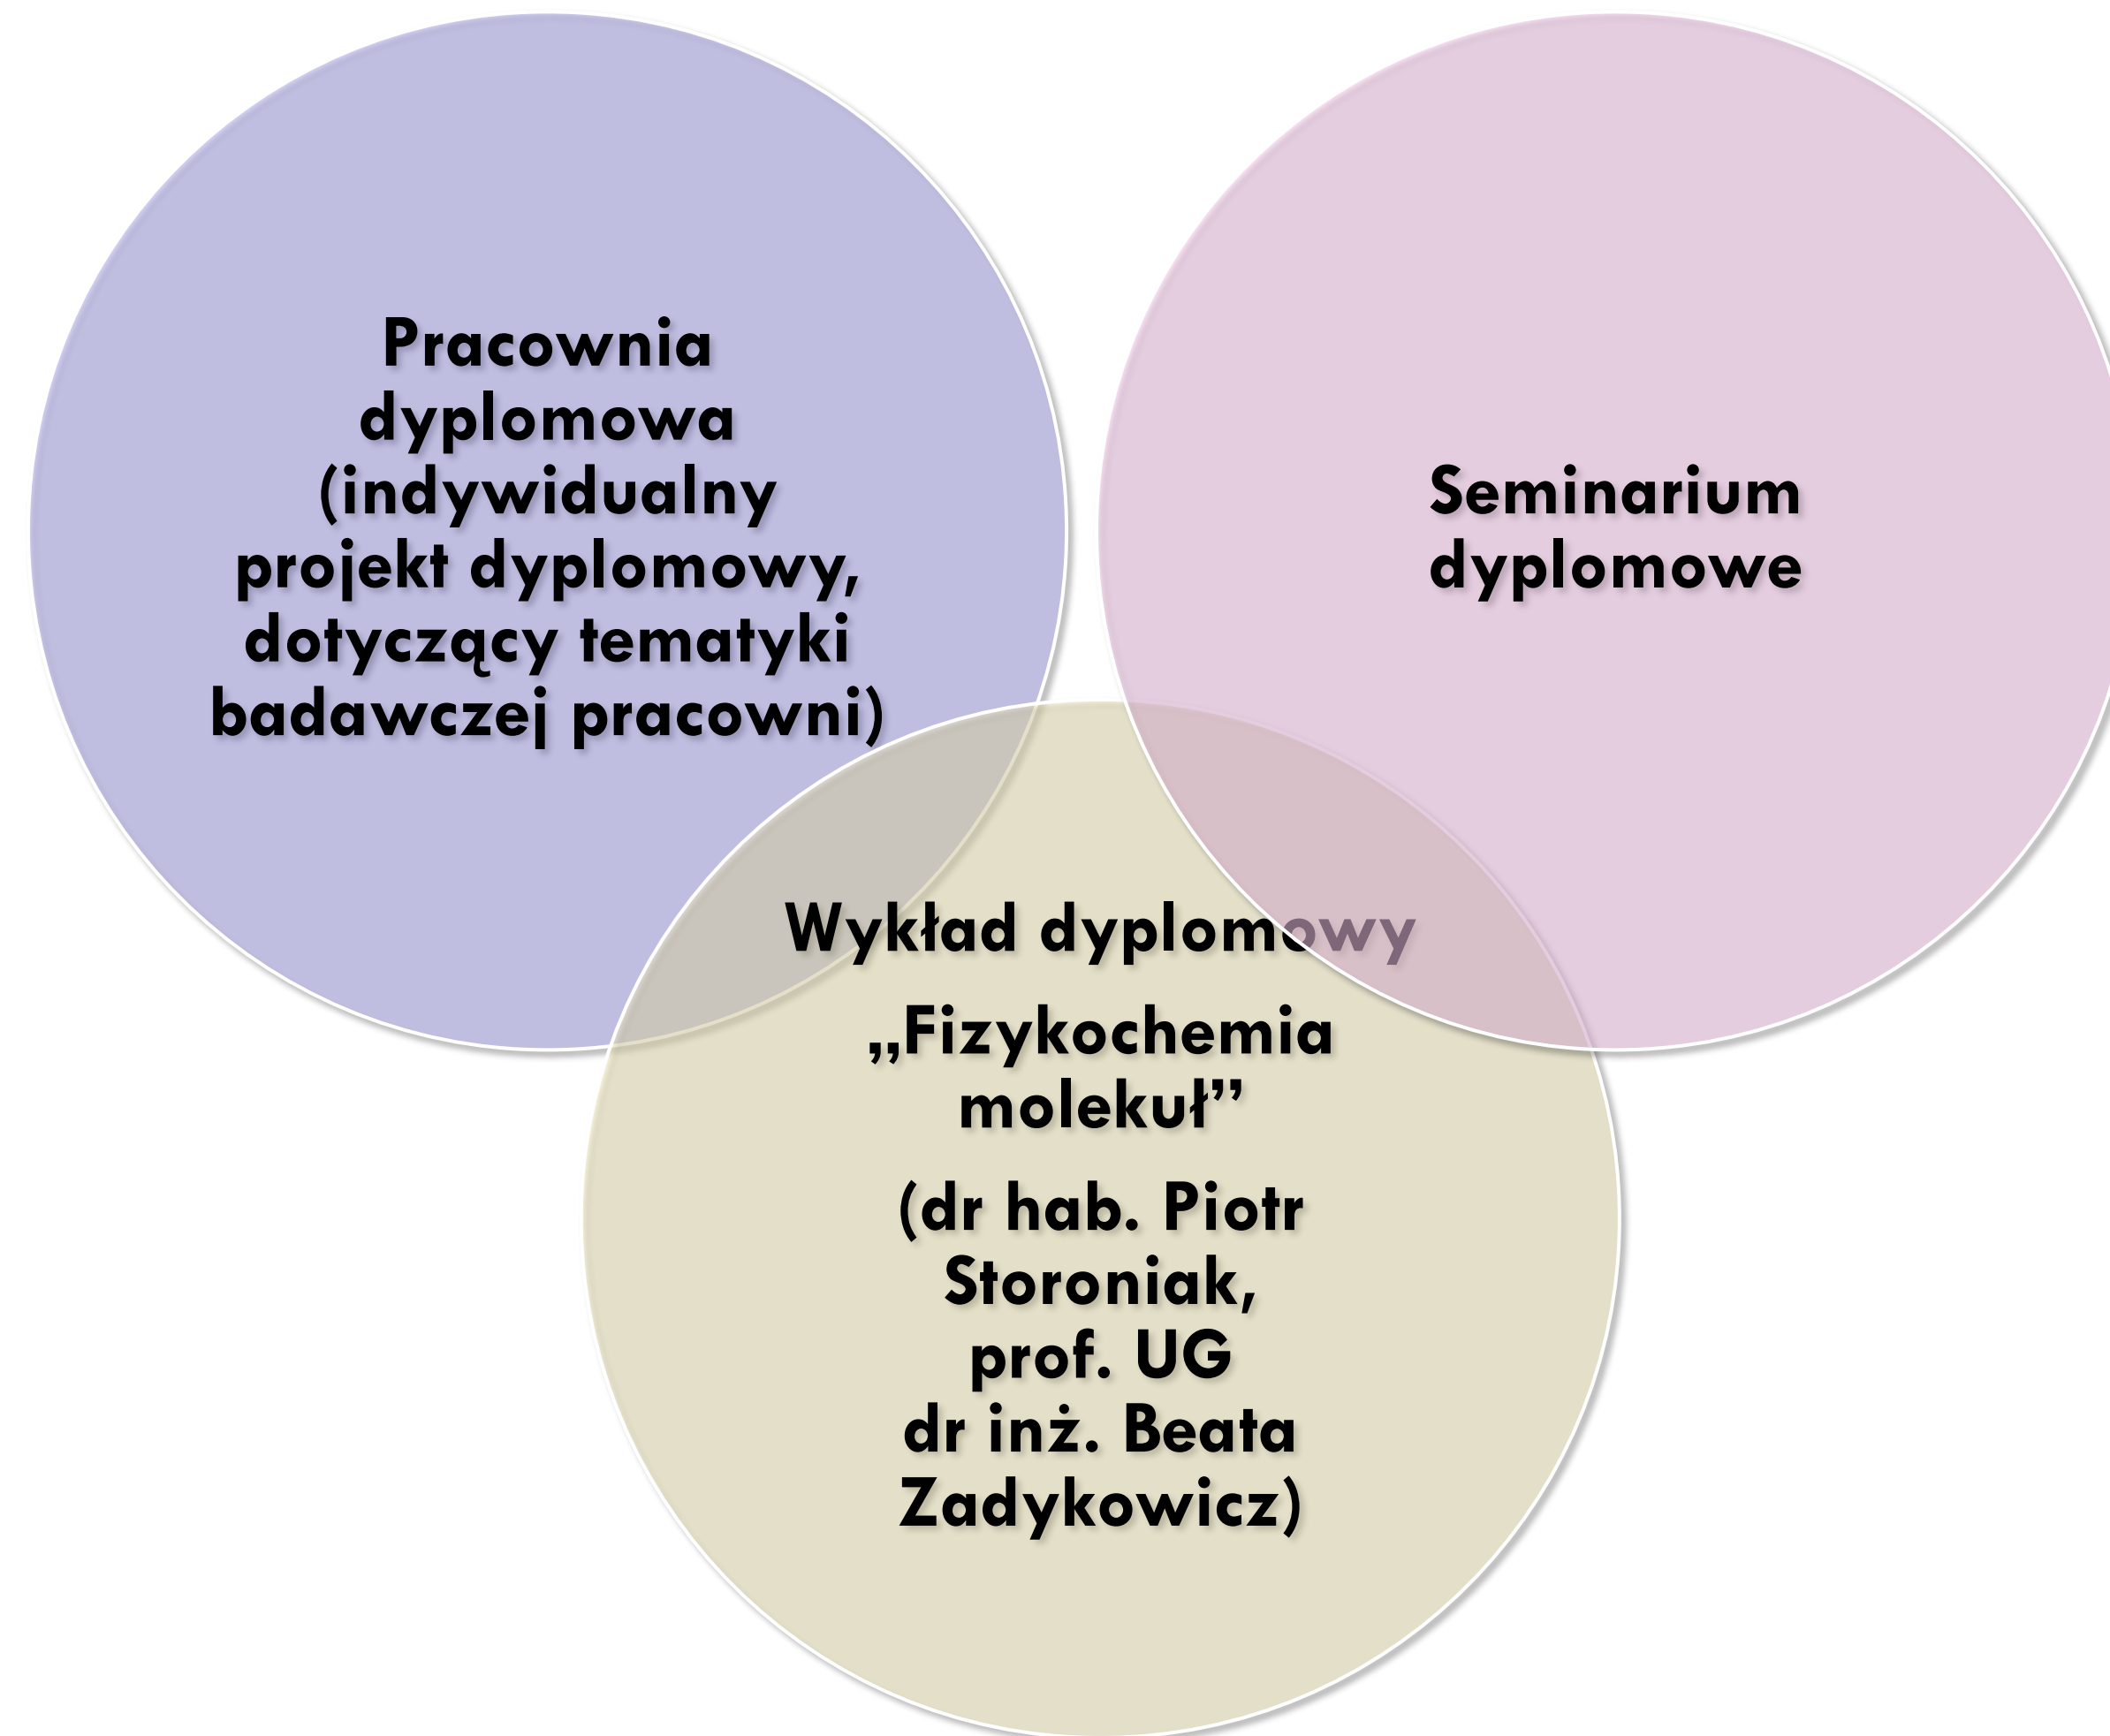 Pracownia
dyplomowa
(indywidualny
projekt dyplomowy,
dotyczący tematyki
badawczej pracowni)
Seminarium
dyplomowe
Wykład dyplomowy
„Fizykochemia
molekuł”
(dr hab. Piotr
Storoniak,
prof. UG
dr inż. Beata
Zadykowicz)